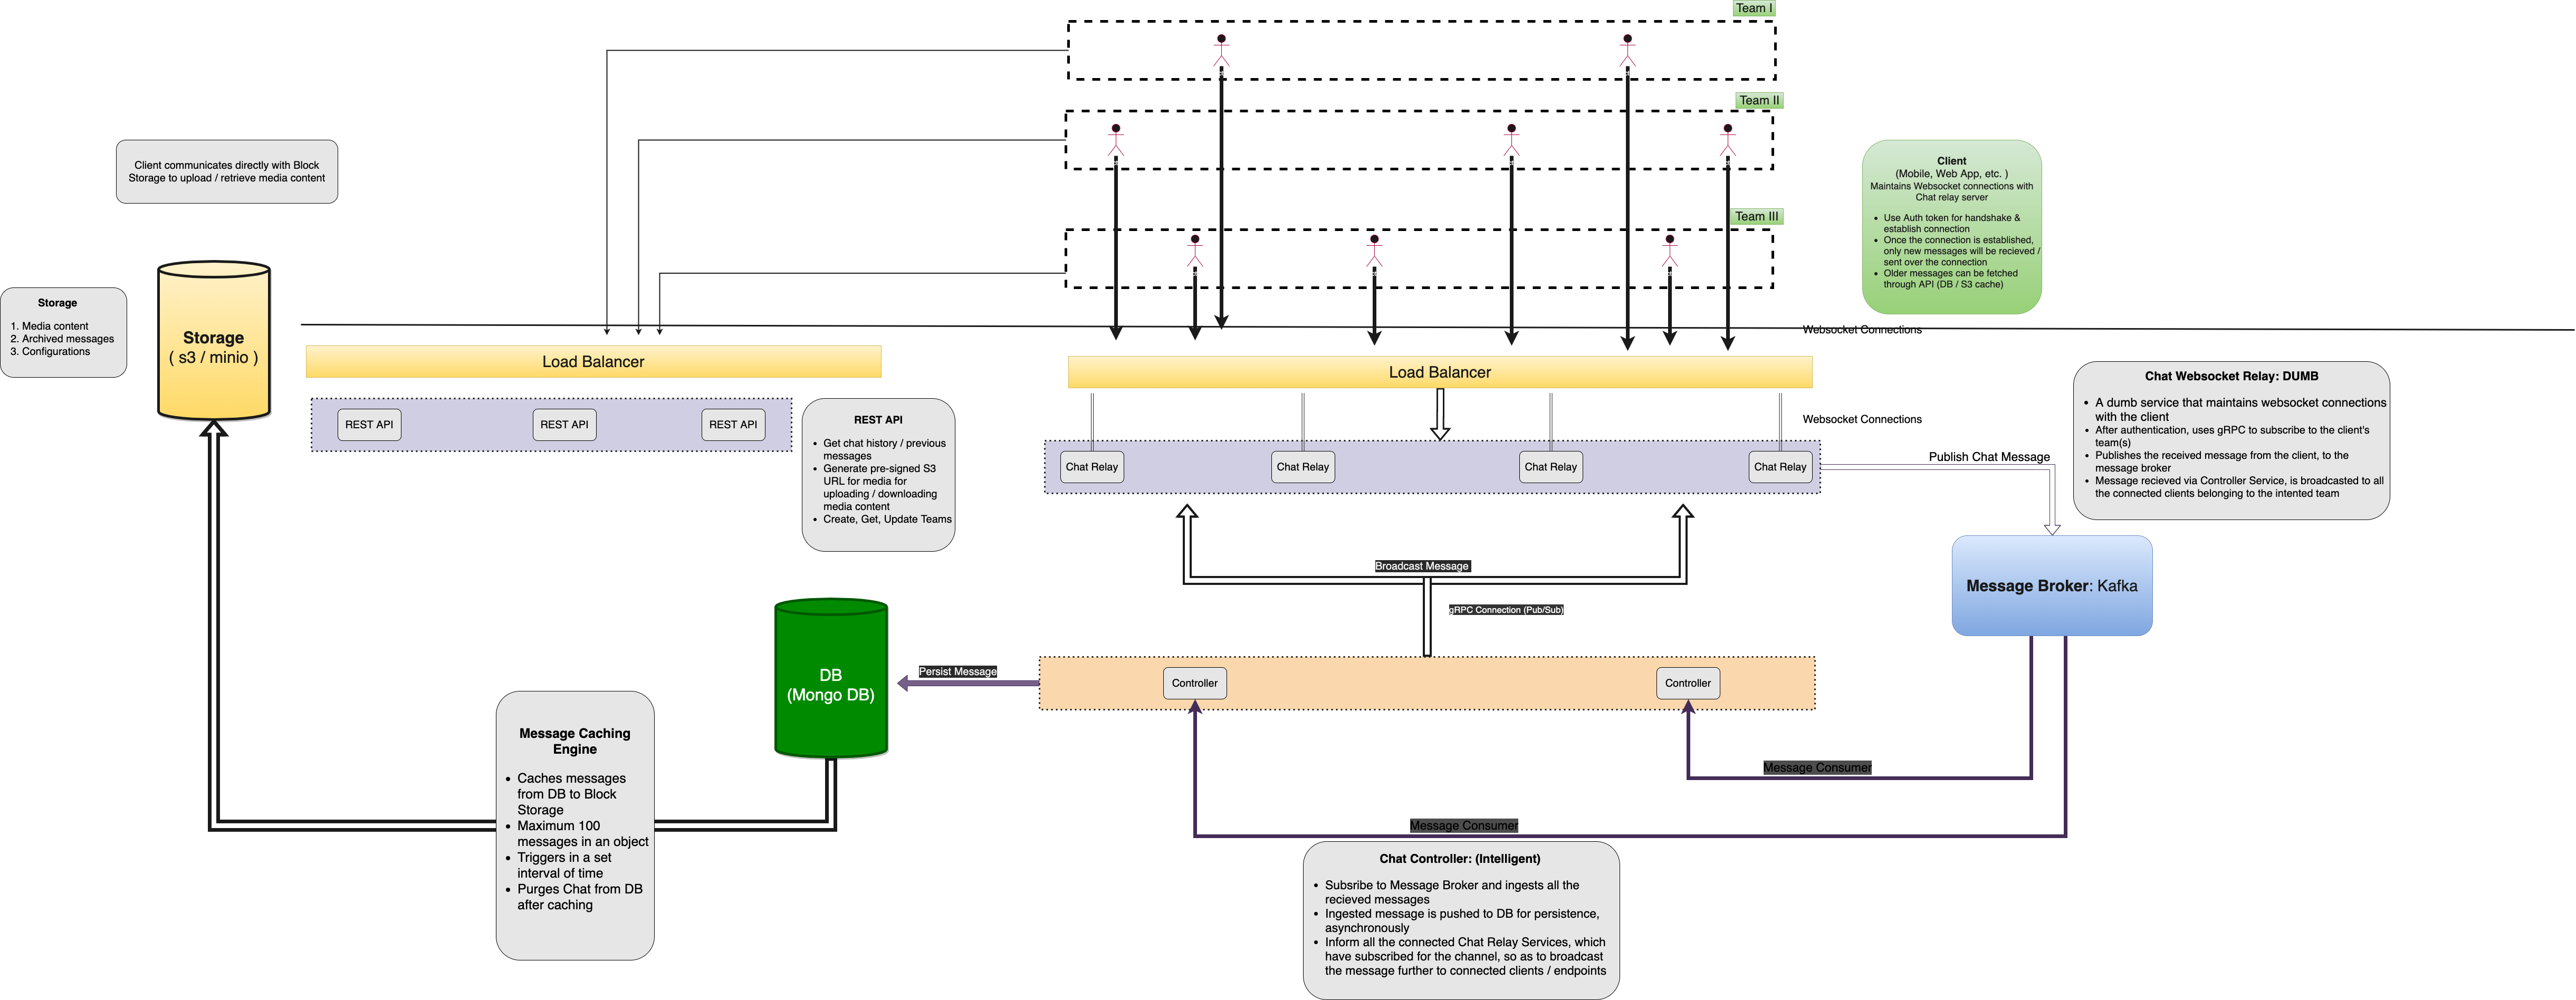 Team I
Team II
Team III
Client communicates directly with Block
Storage to upload / retrieve media content
Client
(Mobile, Web App, etc. )
Maintains Websocket connections with
Chat relay server
• Use Auth token for handshake &
establish connection
• Once the connection is established,
only new messages will be recieved /
sent over the connection
• Older messages can be fetched
through API (DB / S3 cache)
Storage
1. Media content
2. Archived messages
3. Configurations
Storage
( s3 / minio )
Websocket Connections
Load Balancer
Load Balancer
REST API
REST API
REST API
REST API
• Get chat history / previous
messages
• Generate pre-signed S3
URL for media for
uploading / downloading
media content
• Create, Get, Update Teams
Websocket Connections
Chat Relay
Chat Relay
Chat Relay
Chat Relay
Publish Chat Message
Chat Websocket Relay: DUMB
• A dumb service that maintains websocket connections
with the client
• After authentication, uses gRPC to subscribe to the client's
team(s)
• Publishes the received message from the client, to the
message broker
• Message recieved via Controller Service, is broadcasted to all
the connected clients belonging to the intented team
Broadcast Message
gRPC Connection (Pub/Sub)
Message Broker: Kafka
DB
(Mongo DB)
Persist Message
Controller
Controller
Message Consumer
Message Consumer
Message Caching
Engine
• Caches messages
from DB to Block
Storage
• Maximum 100
messages in an object
• Triggers in a set
interval of time
• Purges Chat from DB
after caching
Chat Controller: (Intelligent)
• Subsribe to Message Broker and ingests all the
recieved messages
• Ingested message is pushed to DB for persistence,
asynchronously
• Inform all the connected Chat Relay Services, which
have subscribed for the channel, so as to broadcast
the message further to connected clients / endpoints